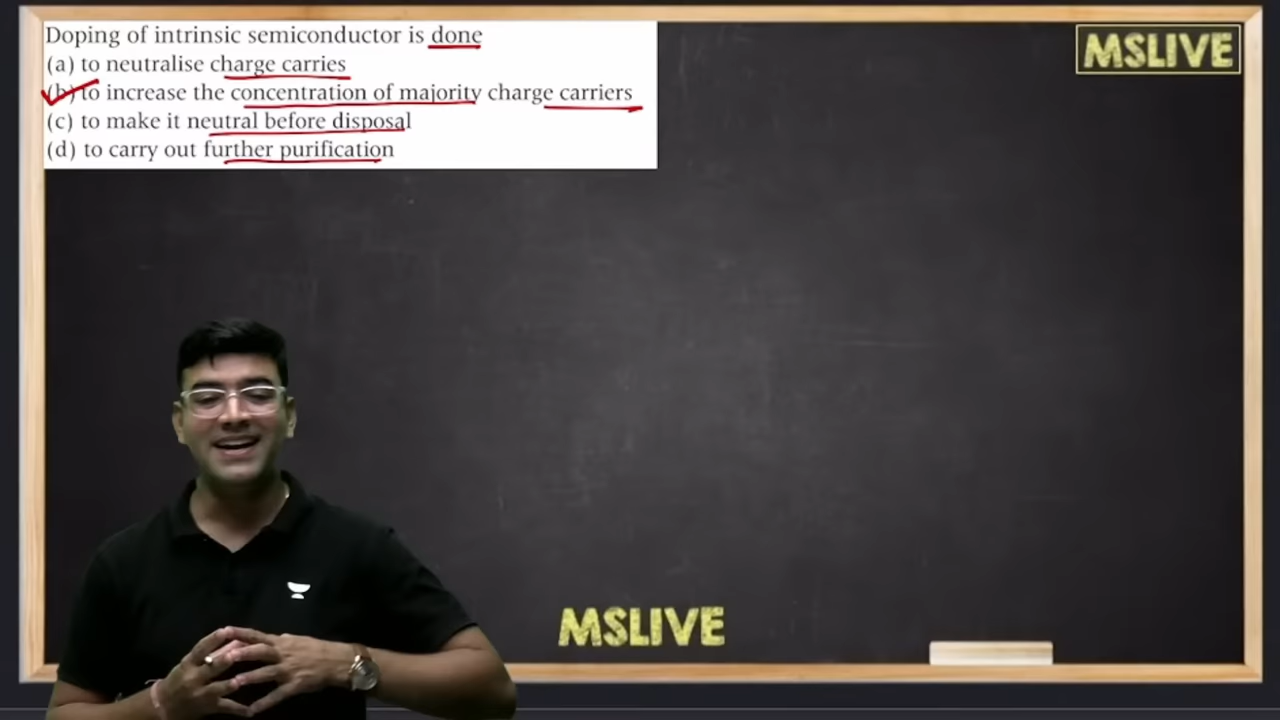 Doping of intrinsic semiconductor is done
(a) to neutralise charge carries
(b) to increase the concentration of majority charge carriers
(c) to make it neutral before disposal
(d) to carry out further purification
MSLIVE
MSLIVE